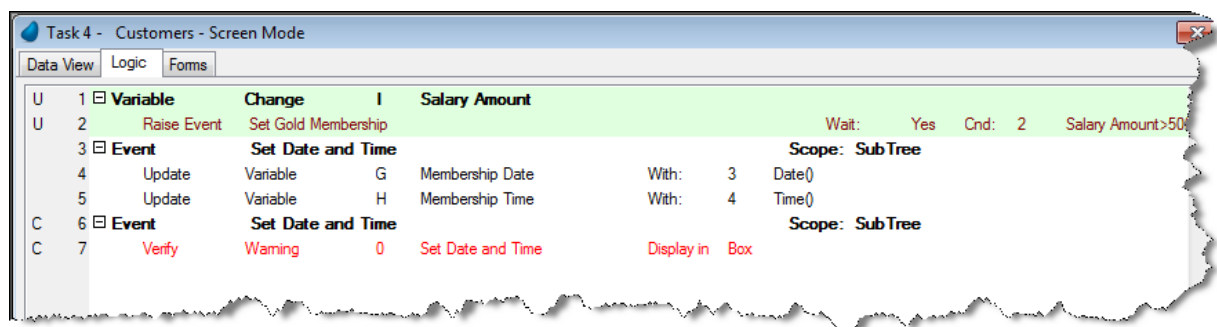 Task 4 - Customers - Screen Mode
Data View Logic Forms
U 1 Variable Change I Salary Amount
U 2 Raise Event Set Gold Membership Wait: Yes Cnd: 2 Salary Amount>50
3 Event Set Date and Time Scope: SubTree
4 Update Variable G Membership Date With: 3 Date()
5 Update Variable H Membership Time With: 4 Time()
C 6 Event Set Date and Time Scope: SubTree
C 7 Verify Warning 0 Set Date and Time Display in Box